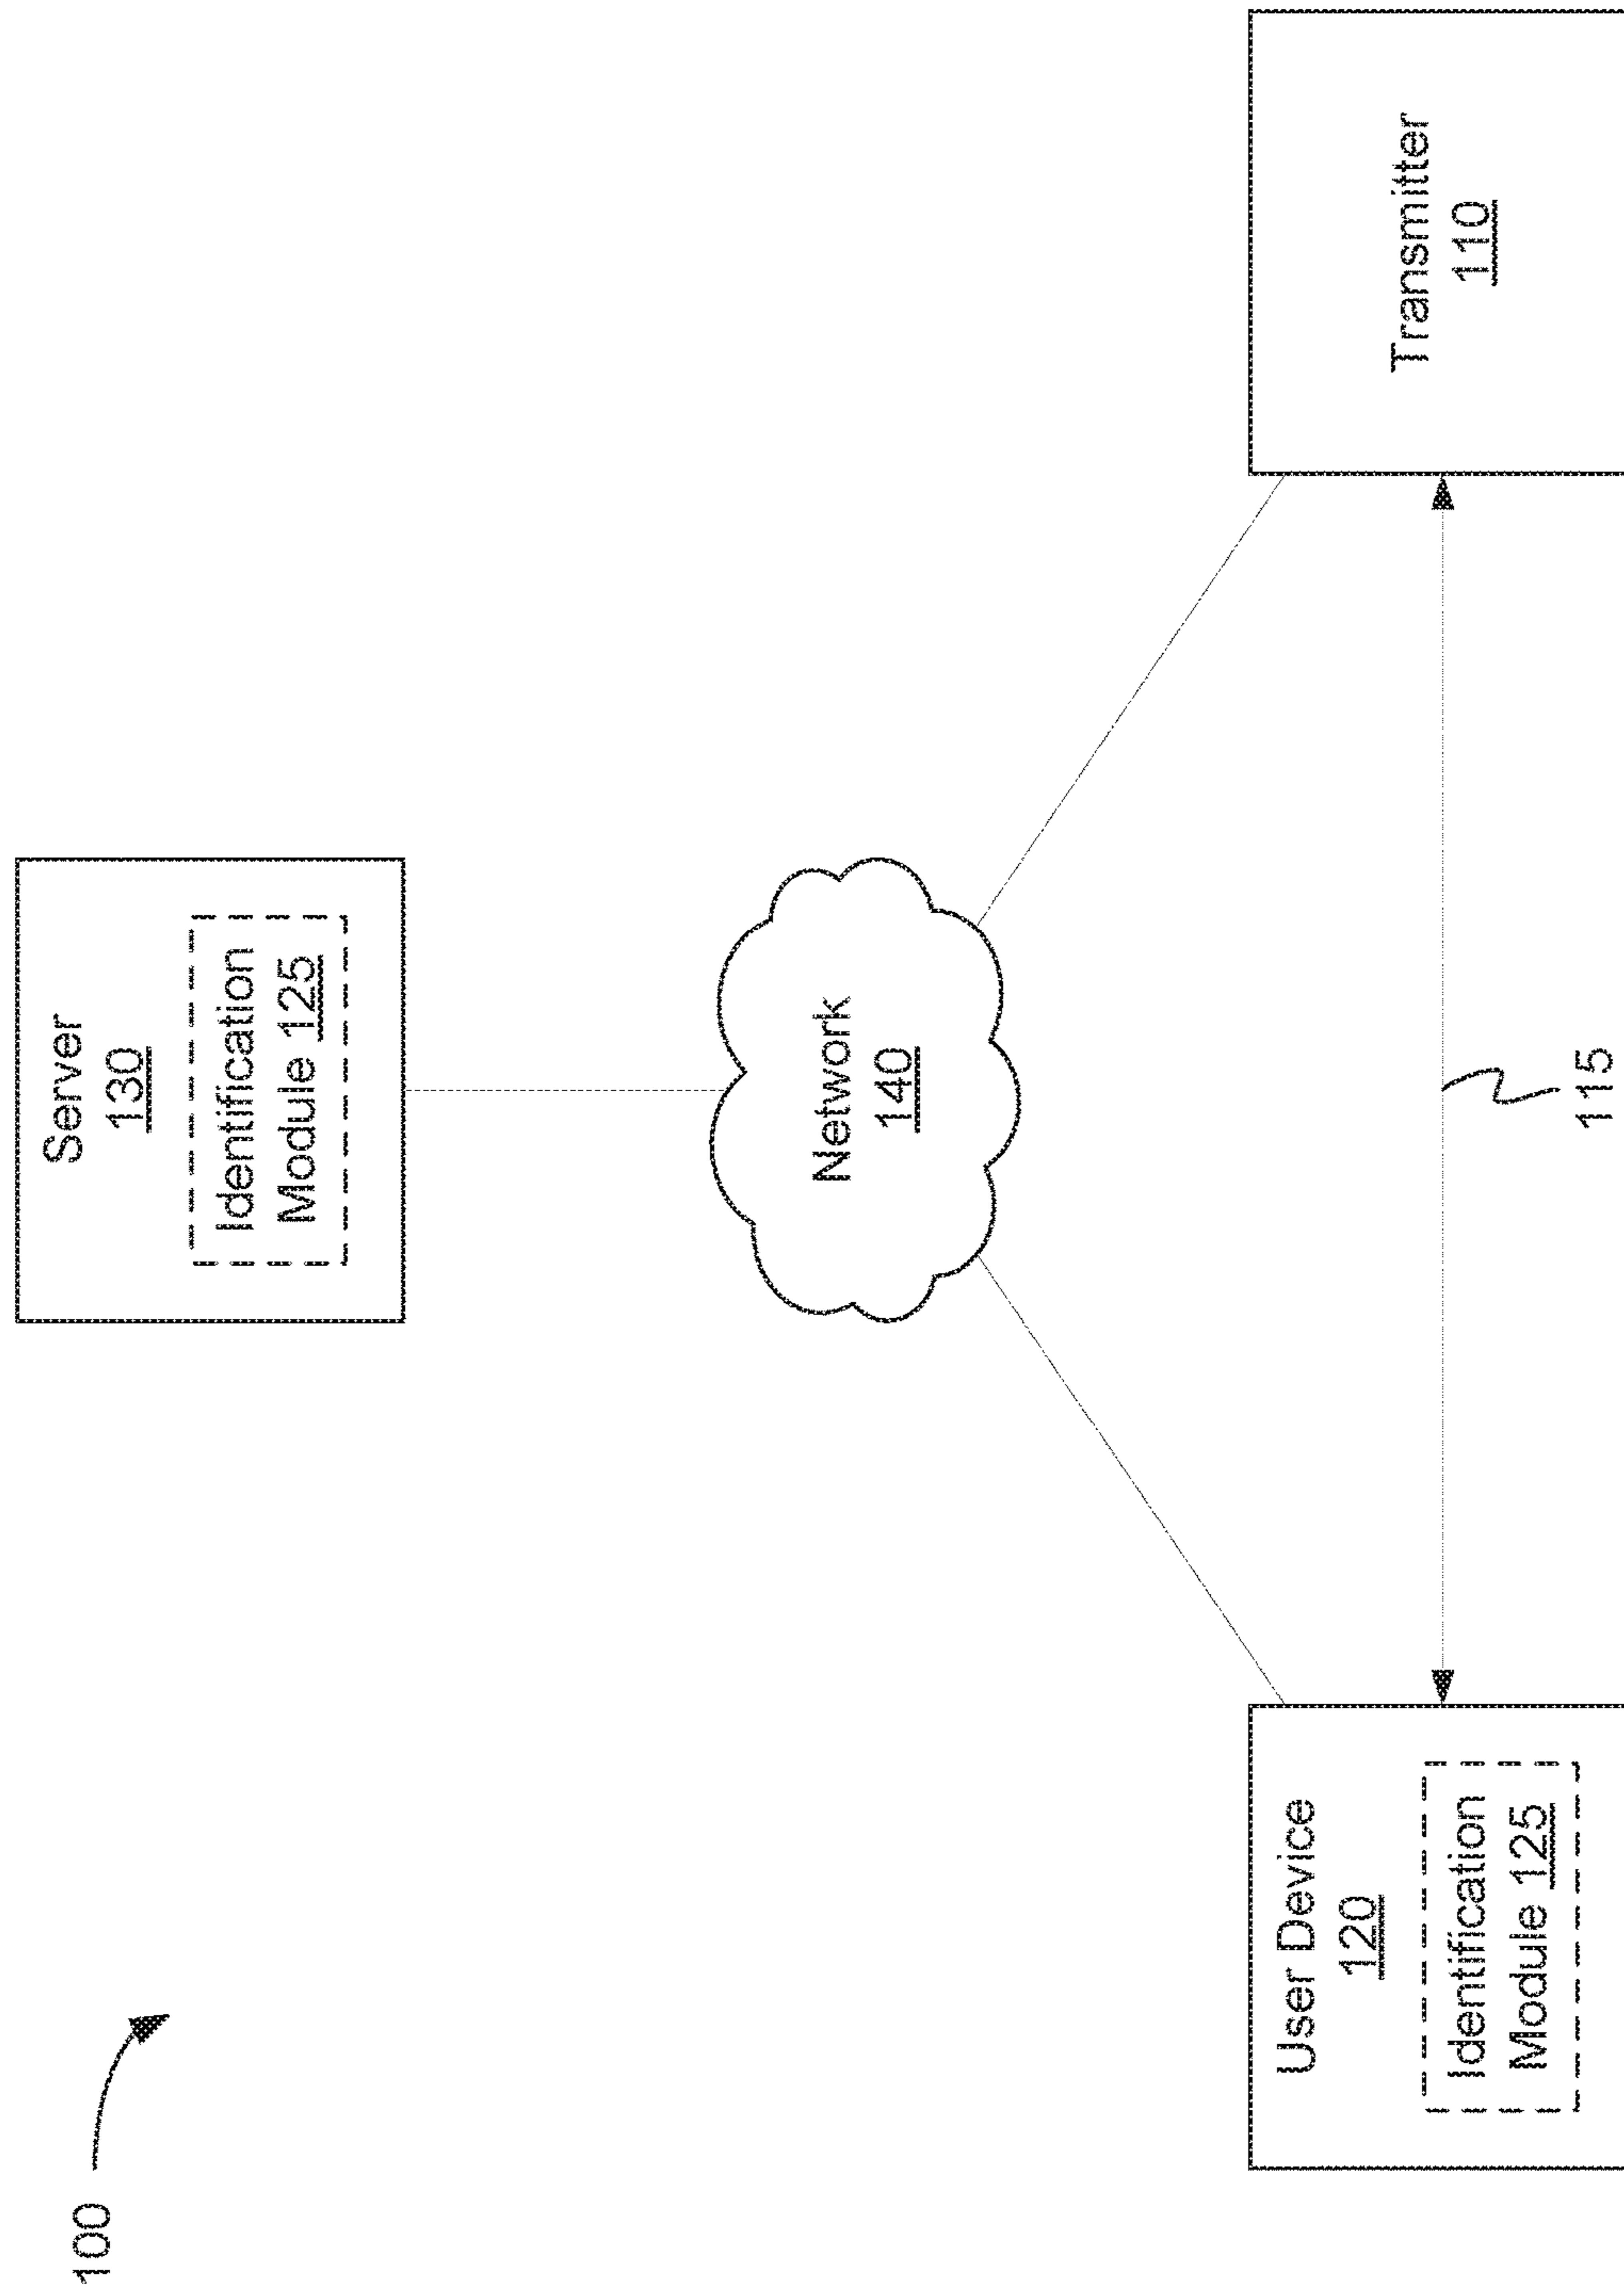 100
Server
130
Identification
Module 125
Network
140
User Device
120
Identification
Module 125
115
Transmitter
110